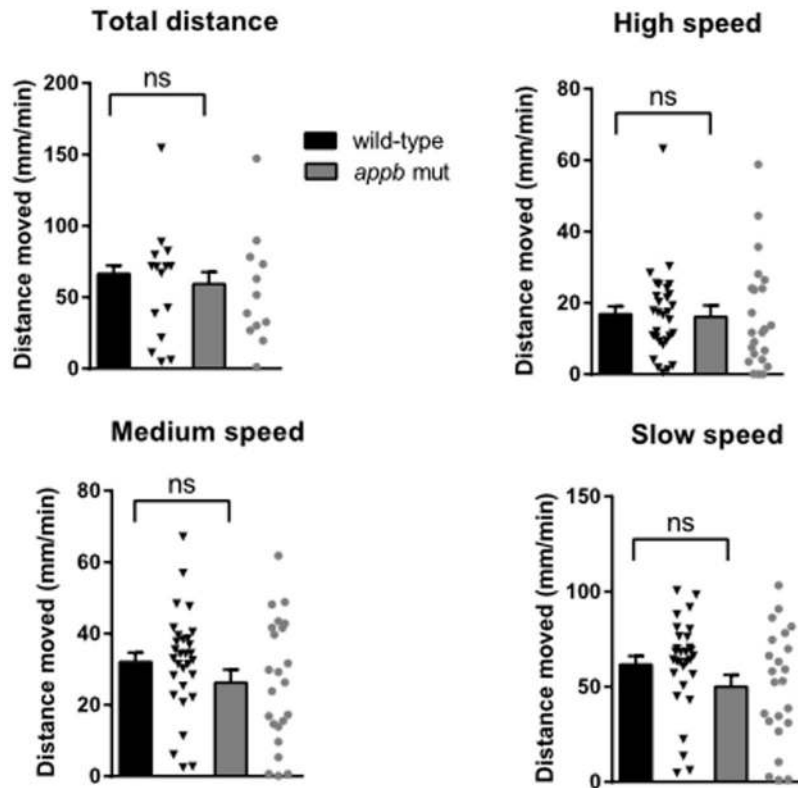 Total distance
Distance moved (mm/min)
200
150
100
50
0
ns
wild-type
appb mut
High speed
Distance moved (mm/min)
80
60
40
20
0
ns
Medium speed
Distance moved (mm/min)
80
60
40
20
0
ns
Slow speed
Distance moved (mm/min)
150
100
50
0
ns